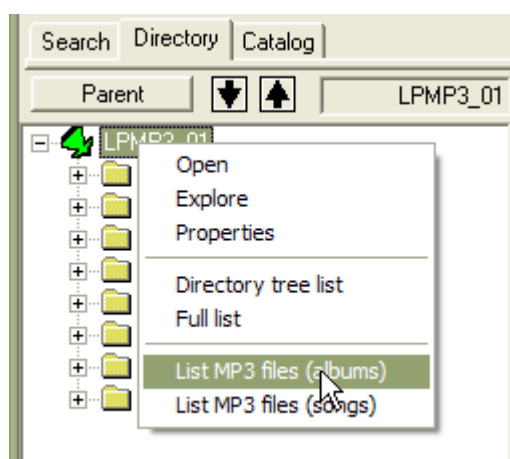 Search Directory Catalog
Parent LPMP3_01
LPMP3_01
Open
Explore
Properties
Directory tree list
Full list
List MP3 files (albums)
List MP3 files (songs)